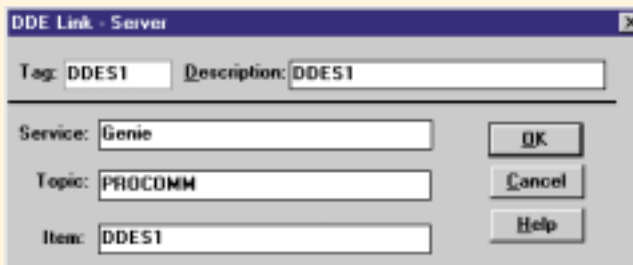 DDE Link - Server
Tag: DDES1 Description: DDES1
Service: Genie
OK
Topic: PROCOMM
Cancel
Item: DDES1
Help